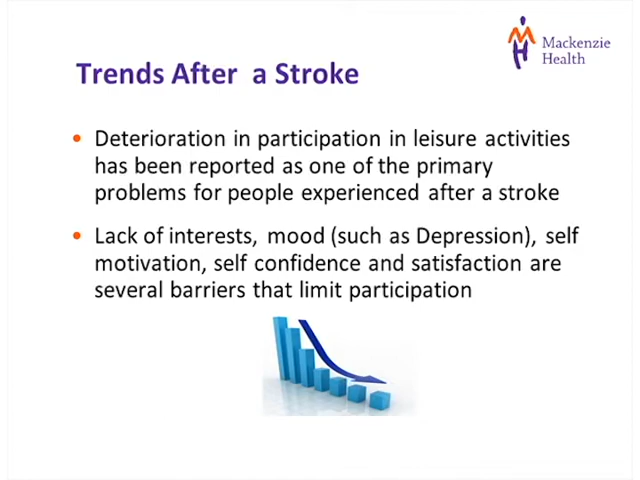 Mackenzie
Health
Trends After a Stroke
• Deterioration in participation in leisure activities
has been reported as one of the primary
problems for people experienced after a stroke
• Lack of interests, mood (such as Depression), self
motivation, self confidence and satisfaction are
several barriers that limit participation